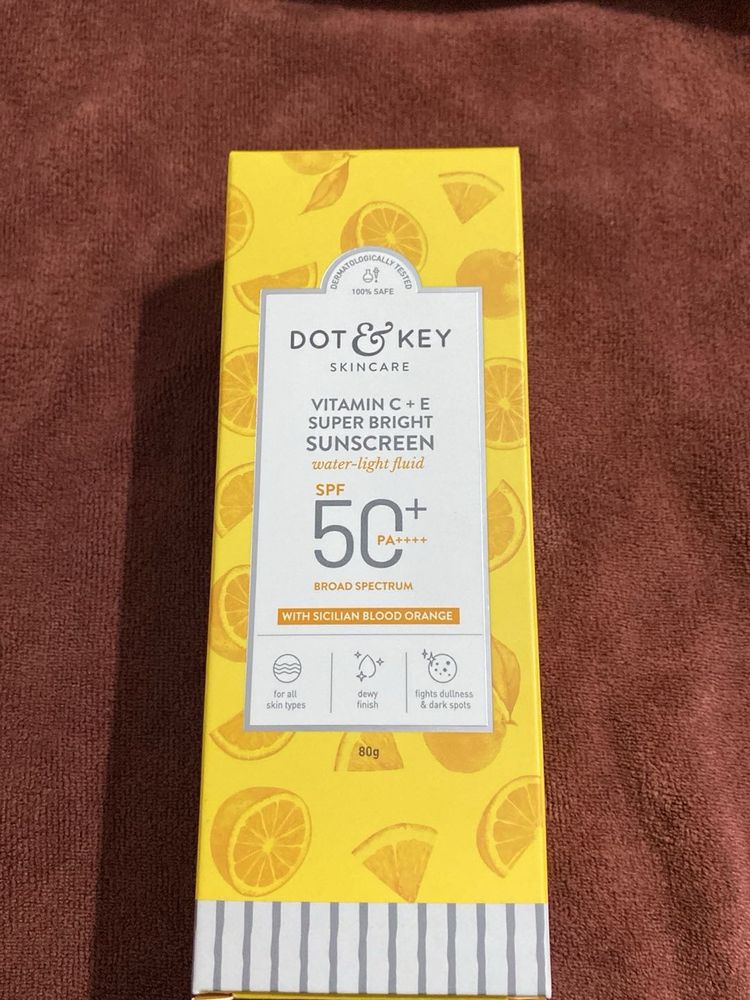 DERMATOLOGICALLY TESTED
100% SAFE
DOT & KEY
SKINCARE
VITAMIN C + E
SUPER BRIGHT
SUNSCREEN
water-light fluid
SPF
50+
PA++++
BROAD SPECTRUM
WITH SICILIAN BLOOD ORANGE
for all
skin types
dewy
finish
fights dullness
& dark spots
80g